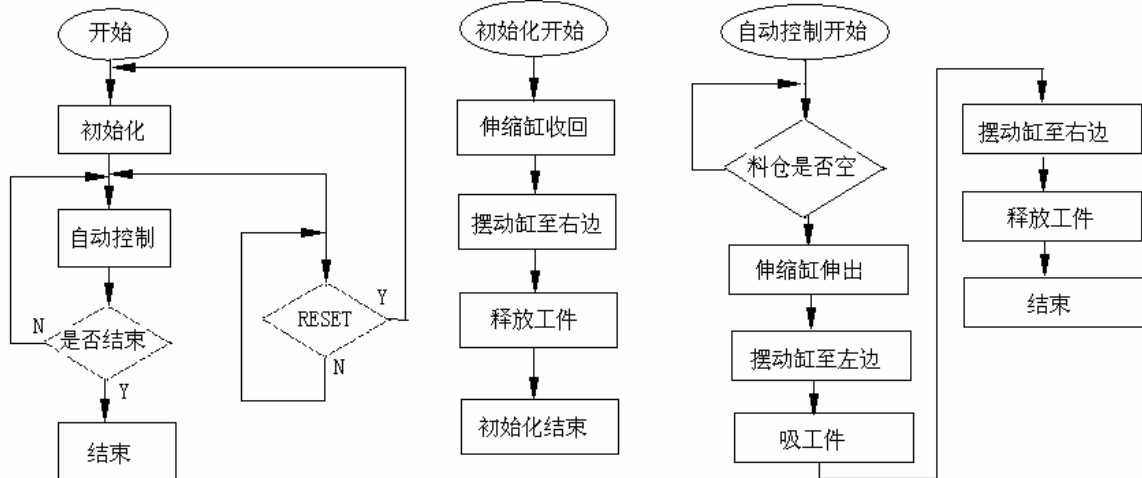 开始
初始化
自动控制
N
是否结束
Y
结束
RESET
Y
N
初始化开始
伸缩缸收回
摆动缸至右边
释放工件
初始化结束
自动控制开始
料仓是否空
伸缩缸伸出
摆动缸至左边
吸工件
摆动缸至右边
释放工件
结束